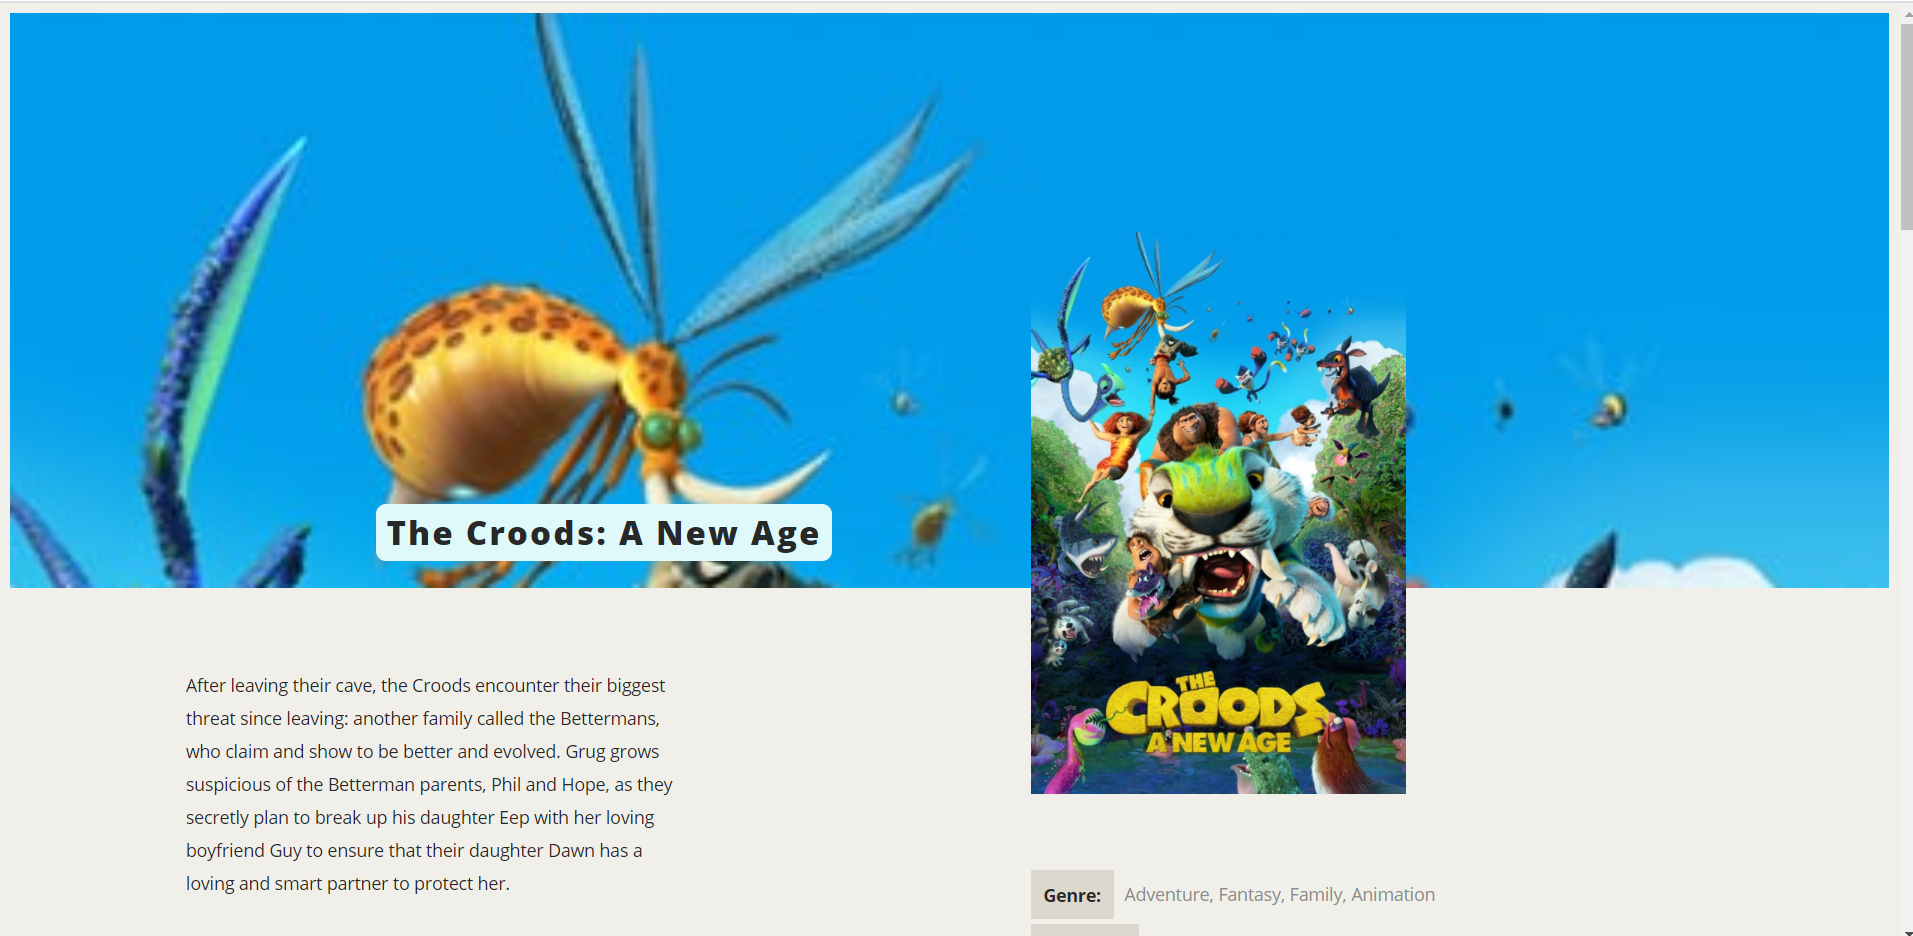 The Croods: A New Age
THE
CROODS
A NEW AGE
After leaving their cave, the Croods encounter their biggest
threat since leaving: another family called the Bettermans,
who claim and show to be better and evolved. Grug grows
suspicious of the Betterman parents, Phil and Hope, as they
secretly plan to break up his daughter Eep with her loving
boyfriend Guy to ensure that their daughter Dawn has a
loving and smart partner to protect her.
Genre: Adventure, Fantasy, Family, Animation